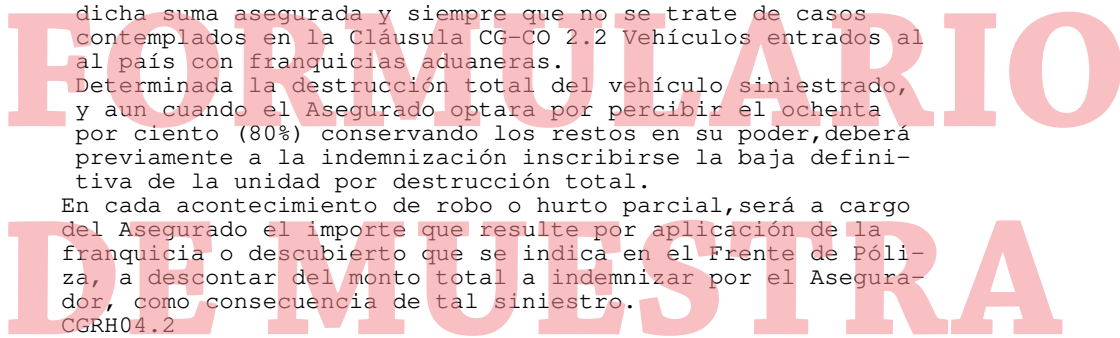 dicha suma asegurada y siempre que no se trate de casos
contemplados en la Cláusula CG-CO 2.2 Vehículos entrados al
al país con franquicias aduaneras.
Determinada la destrucción total del vehículo siniestrado,
y aun cuando el Asegurado optara por percibir el ochenta
por ciento (80%) conservando los restos en su poder,deberá
previamente a la indemnización inscribirse la baja defini-
tiva de la unidad por destrucción total.
En cada acontecimiento de robo o hurto parcial,será a cargo
del Asegurado el importe que resulte por aplicación de la
franquicia o descubierto que se indica en el Frente de Póli-
za, a descontar del monto total a indemnizar por el Asegura-
dor, como consecuencia de tal siniestro.
CGRH04.2
FORMULARIO
DE MUESTRA